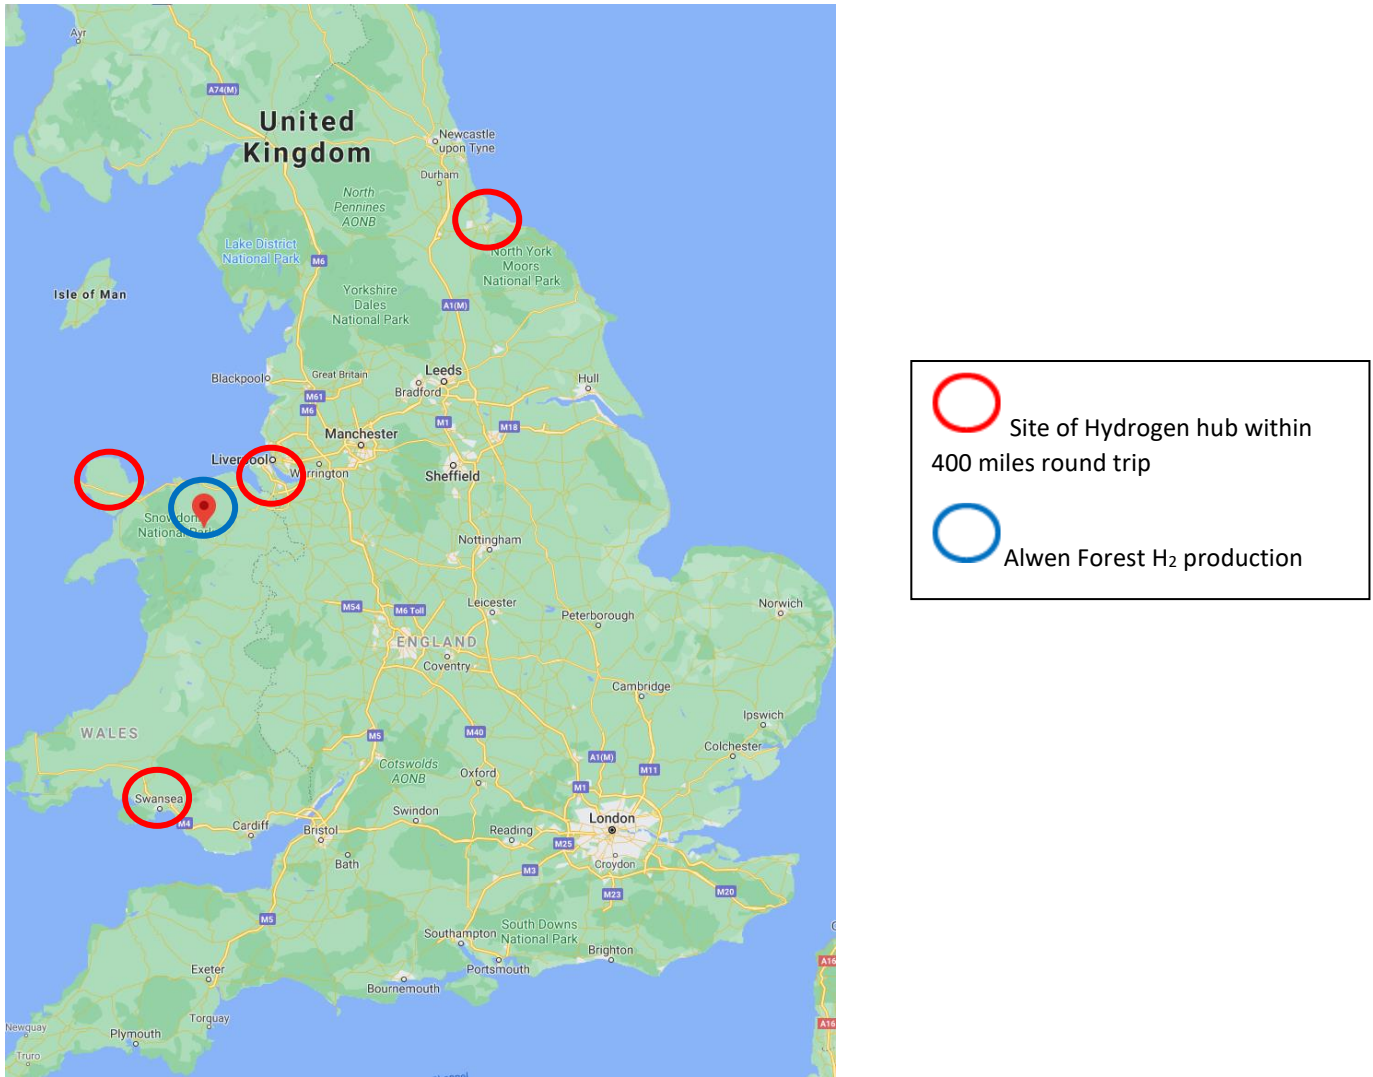 Ayr
A74(M)
United
Kingdom
Newcastle
upon Tyne
Durham
North
Pennines
AONB
Lake District
National Park
M6
North York
Moors
National Park
Isle of Man
Yorkshire
Dales
National Park
A1(M)
Blackpool
Great Britain
Leeds
Bradford
Hull
M61
M6
M1
M18
Manchester
Liverpool
Warrington
Sheffield
Snowdonia
National Park
Nottingham
M54
M6 Toll
Leicester
Peterborough
Norwich
ENGLAND
Coventry
Cambridge
Ipswich
WALES
M5
M40
Colchester
Cotswolds
AONB
Oxford
A1(M)
M11
M1
Swansea
M4
Cardiff
Bristol
Swindon
Reading
London
M25
Bath
Croydon
M3
M23
M20
M5
Southampton
South Downs
National Park
Brighton
Portsmouth
Exeter
Bournemouth
A16
Torquay
Newquay
Plymouth
A16
Truro
Site of Hydrogen hub within
400 miles round trip
Alwen Forest H2 production